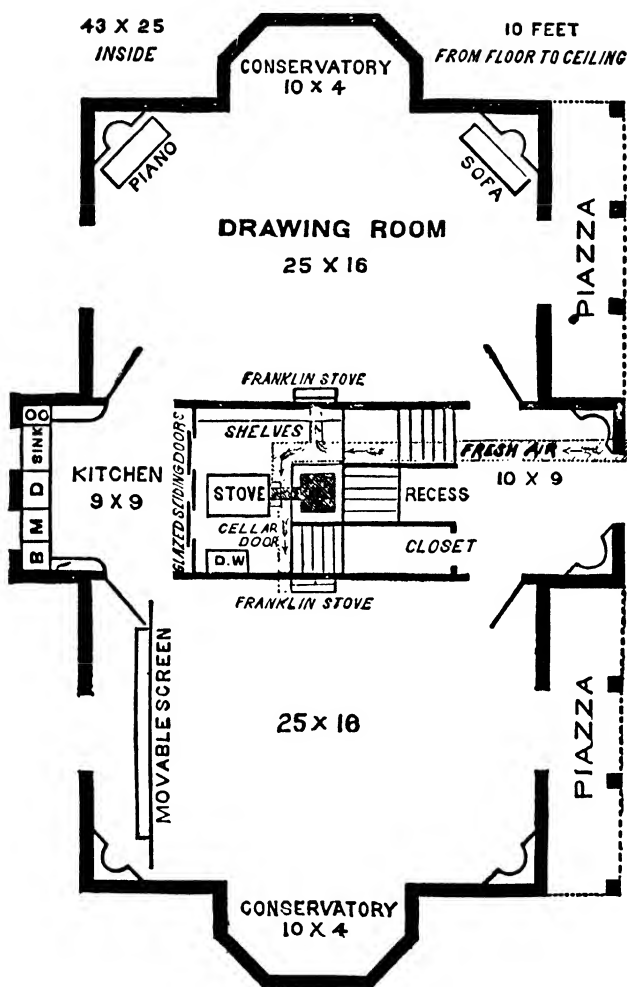 43 X 25
INSIDE
10 FEET
FROM FLOOR TO CEILING
CONSERVATORY
10 X 4
PIANO
SOFA
DRAWING ROOM
25 X 16
PIAZZA
FRANKLIN STOVE
SHELVES
FRESH AIR
10 X 9
KITCHEN
9 X 9
SINK
D
M
B
GLAZED SLIDING DOORS
STOVE
RECESS
CELLAR
DOOR
CLOSET
D.W
FRANKLIN STOVE
MOVABLE SCREEN
25 X 16
PIAZZA
CONSERVATORY
10 X 4